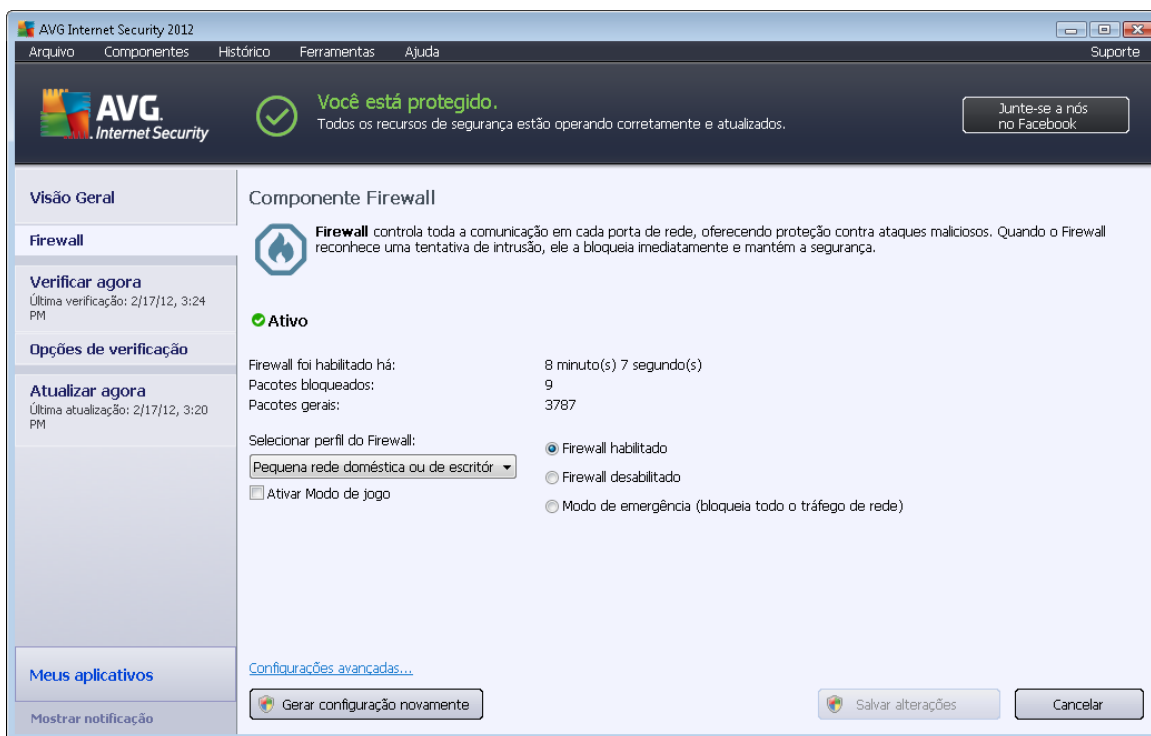 AVG Internet Security 2012
Arquivo Componentes Histórico Ferramentas Ajuda Suporte
AVG.
Internet Security
Você está protegido.
Todos os recursos de segurança estão operando corretamente e atualizados.
Junte-se a nós
no Facebook
Visão Geral
Firewall
Verificar agora
Última verificação: 2/17/12, 3:24
PM
Opções de verificação
Atualizar agora
Última atualização: 2/17/12, 3:20
PM
Meus aplicativos
Mostrar notificação
Componente Firewall
Firewall controla toda a comunicação em cada porta de rede, oferecendo proteção contra ataques maliciosos. Quando o Firewall
reconhece uma tentativa de intrusão, ele a bloqueia imediatamente e mantém a segurança.
Ativo
Firewall foi habilitado há: 8 minuto(s) 7 segundo(s)
Pacotes bloqueados: 9
Pacotes gerais: 3787
Selecionar perfil do Firewall:
Pequena rede doméstica ou de escritór
Ativar Modo de jogo
Firewall habilitado
Firewall desabilitado
Modo de emergência (bloqueia todo o tráfego de rede)
Configurações avançadas...
Gerar configuração novamente
Salvar alterações
Cancelar